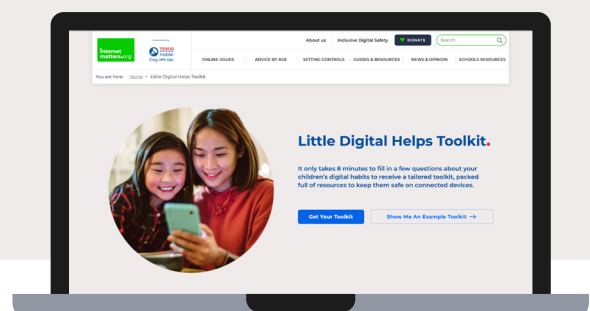 internet
matters.org
Sponsored by
TESCO
mobile
About us
Inclusive Digital Safety
DONATE
Search
ONLINE ISSUES
ADVICE BY AGE
SETTING CONTROLS
GUIDES & RESOURCES
NEWS & OPINION
SCHOOLS RESOURCES
You are here: Home > Little Digital Helps Toolkit
Little Digital Helps Toolkit.
It only takes 8 minutes to fill in a few questions about your
children's digital habits to receive a tailored toolkit, packed
full of resources to keep them safe on connected devices.
Get Your Toolkit
Show Me An Example Toolkit →